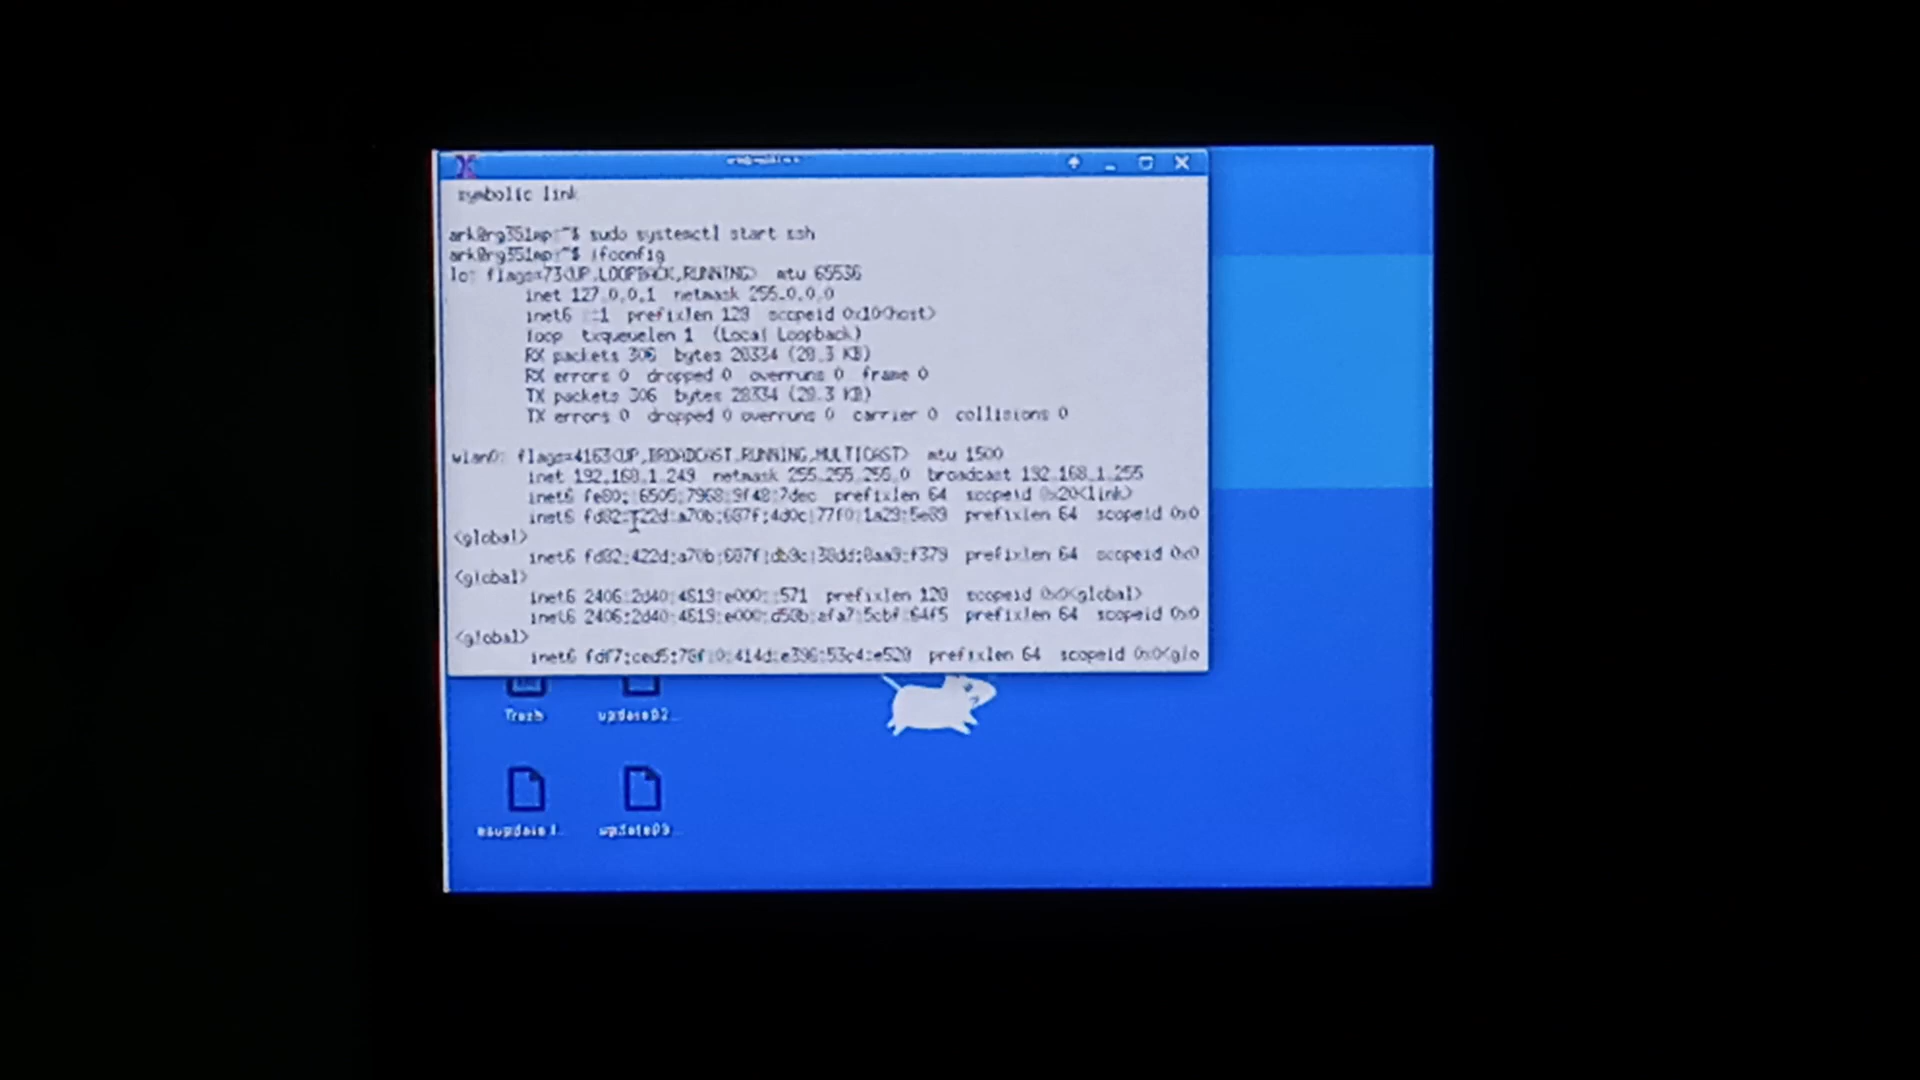 symbolic link
ark@rg351mp:~$ sudo systemctl start ssh
ark@rg351mp:~$ ifconfig
lo: flags=73<UP,LOOPBACK,RUNNING> mtu 65536
inet 127.0.0.1 netmask 255.0.0.0
inet6 ::1 prefixlen 128 scopeid 0x10<host>
loop txqueuelen 1 (Local Loopback)
RX packets 306 bytes 28334 (28.3 KB)
RX errors 0 dropped 0 overruns 0 frame 0
TX packets 306 bytes 28334 (28.3 KB)
TX errors 0 dropped 0 overruns 0 carrier 0 collisions 0
wlan0: flags=4163<UP,BROADCAST,RUNNING,MULTICAST> mtu 1500
inet 192.168.1.249 netmask 255.255.255.0 broadcast 192.168.1.255
inet6 prefixlen 64 scopeid 0x20<link>
inet6 prefixlen 64 scopeid 0x0
<global>
inet6 prefixlen 64 scopeid 0x0
<global>
inet6 prefixlen 128 scopeid 0x0<global>
inet6 prefixlen 64 scopeid 0x0
<global>
inet6 prefixlen 64 scopeid 0x0<glo
Trash
update02...
update09...